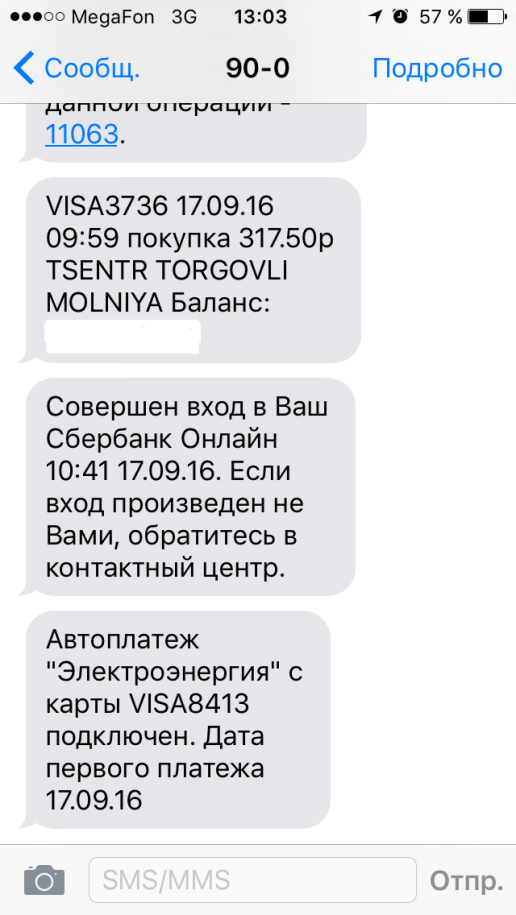 MegaFon 3G 13:03 57 %
Сообщ. 90-0 Подробно
данной операции -
11063.
VISA3736 17.09.16
09:59 покупка 317.50р
TSENTR TORGOVLI
MOLNIYA Баланс:
Совершен вход в Ваш
Сбербанк Онлайн
10:41 17.09.16. Если
вход произведен не
Вами, обратитесь в
контактный центр.
Автоплатеж
"Электроэнергия" с
карты VISA8413
подключен. Дата
первого платежа
17.09.16
SMS/MMS Отпр.